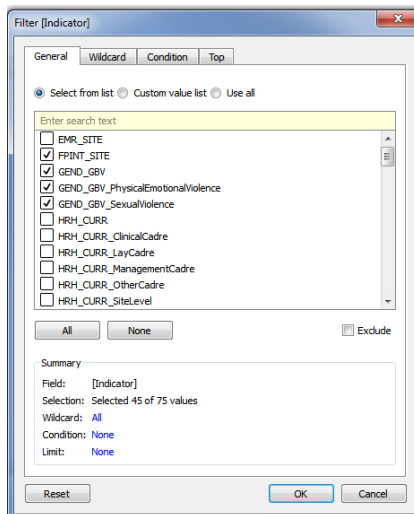 Filter [Indicator]
General Wildcard Condition Top
Select from list Custom value list Use all
Enter search text
EMR_SITE
FPINT_SITE
GEND_GBV
GEND_GBV_PhysicalEmotionalViolence
GEND_GBV_SexualViolence
HRH_CURR
HRH_CURR_ClinicalCadre
HRH_CURR_LayCadre
HRH_CURR_ManagementCadre
HRH_CURR_OtherCadre
HRH_CURR_SiteLevel
All None Exclude
Summary
Field: [Indicator]
Selection: Selected 45 of 75 values
Wildcard: All
Condition: None
Limit: None
Reset OK Cancel